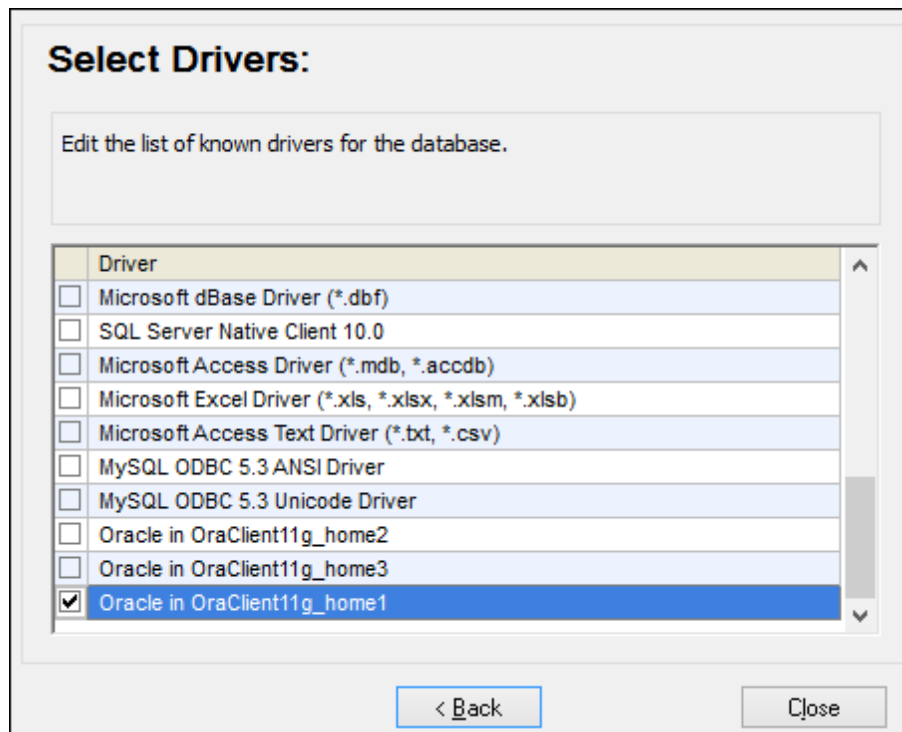 Select Drivers:
Edit the list of known drivers for the database.
Driver
Microsoft dBase Driver (*.dbf)
SQL Server Native Client 10.0
Microsoft Access Driver (*.mdb, *.accdb)
Microsoft Excel Driver (*.xls, *.xlsx, *.xlsm, *.xlsb)
Microsoft Access Text Driver (*.txt, *.csv)
MySQL ODBC 5.3 ANSI Driver
MySQL ODBC 5.3 Unicode Driver
Oracle in OraClient11g_home2
Oracle in OraClient11g_home3
Oracle in OraClient11g_home1
< Back
Close